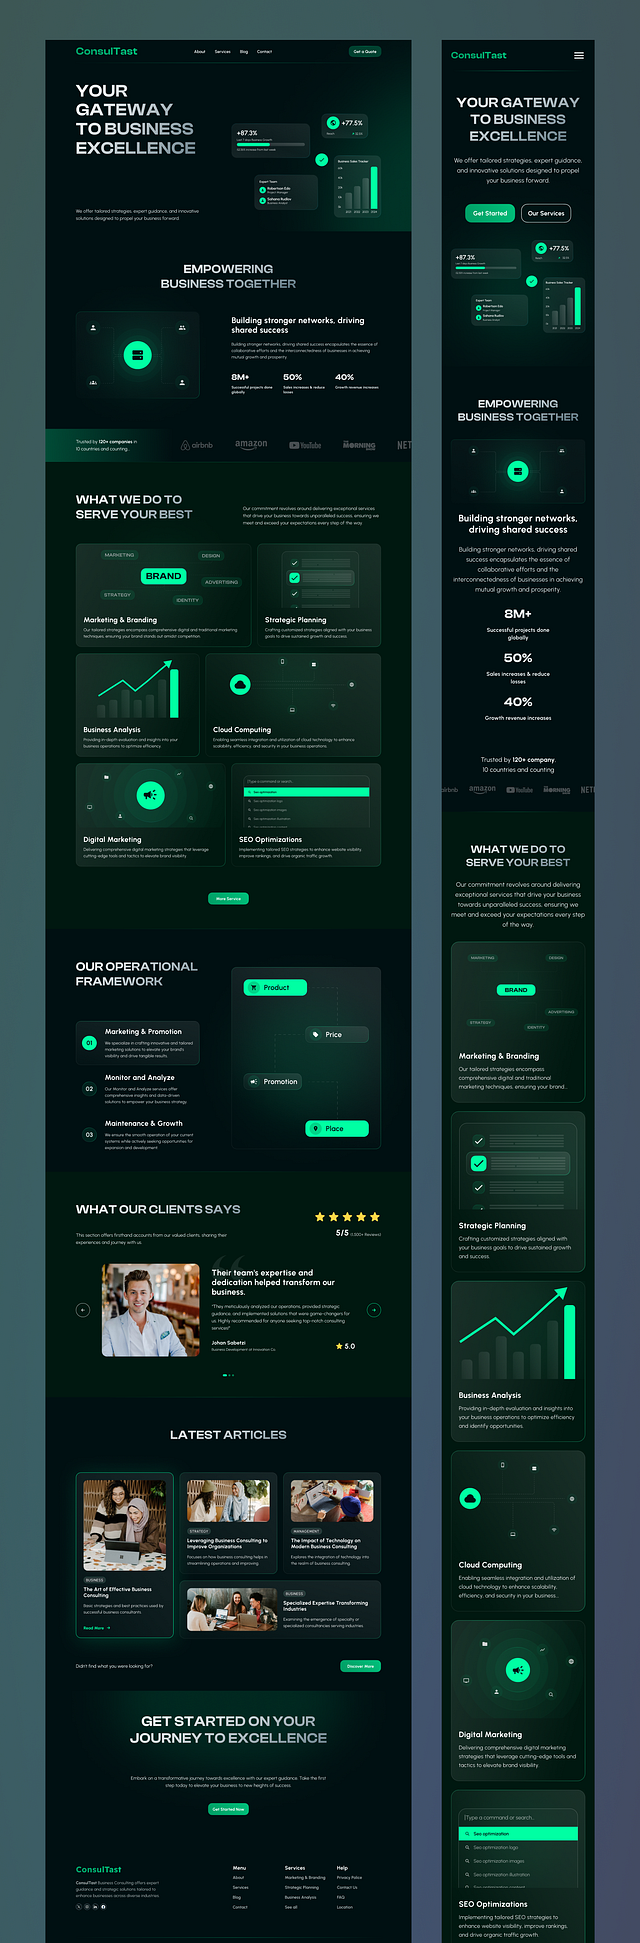 ConsulTast
About
Services
Blog
Contact
Get a Quote
YOUR
GATEWAY
TO BUSINESS
EXCELLENCE
We offer tailored strategies, expert guidance, and innovative
solutions designed to propel your business forward.
+87.3%
+77.5%
Business Sales Tracker
Expert Team
Robertson Edo
Project Manager
Sahana Rudilov
Business Analyst
EMPOWERING
BUSINESS TOGETHER
Building stronger networks, driving
shared success
Building stronger networks, driving shared success encapsulates the essence of
collaborative efforts and the interconnectedness of businesses in achieving
mutual growth and prosperity.
8M+
50%
40%
Successful projects done
globally
Sales increases & reduce
losses
Growth revenue increases
Trusted by 120+ companies in
10 countries and counting.
airbnb
amazon
YouTube
MORNING
NET
WHAT WE DO TO
SERVE YOUR BEST
Our commitment revolves around delivering exceptional services
that drive your business towards unparalleled success, ensuring we
meet and exceed your expectations every step of the way
MARKETING
DESIGN
BRAND
ADVERTISING
STRATEGY
IDENTITY
Marketing & Branding
Our tailored strategies encompass comprehensive digital and traditional marketing
techniques, ensuring your brand stands out amidst competition.
Strategic Planning
Crafting customized strategies aligned with your business
goals to drive sustained growth and success.
Business Analysis
Providing in-depth evaluation and insights into your
business operations to optimize efficiency.
Cloud Computing
Enabling seamless integration and utilization of cloud technology to enhance
scalability, efficiency, and security in your business operations.
Digital Marketing
Delivering comprehensive digital marketing strategies that leverage
cutting-edge tools and tactics to elevate brand visibility.
Type a command or search..
Seo optimization
Seo optimization logo
Seo optimization images
Seo optimization illustration
SEO Optimizations
Implementing tailored SEO strategies to enhance website visibility,
improve rankings, and drive organic traffic growth.
More Service
OUR OPERATIONAL
FRAMEWORK
01
Marketing & Promotion
We specialize in crafting innovative and tailored
marketing solutions to elevate your brand's
visibility and drive tangible results
02
Monitor and Analyze
Our Monitor and Analyze services offer
comprehensive insights and data-driven
solutions to empower your business strategy.
03
Maintenance & Growth
We ensure the smooth operation of your current
systems while actively seeking opportunities for
expansion and development
Product
Price
Promotion
Place
WHAT OUR CLIENTS SAYS
This section offers firsthand accounts from our valued clients, sharing their
experiences and journey with us.
5/5 (1,500+ Reviews)
Their team's expertise and
dedication helped transform our
business.
"They meticulously analyzed our operations, provided strategic
guidance, and implemented solutions that were game-changers for
us. Highly recommended for anyone seeking top-notch consulting
services!"
Johan Sabetzi
Business Development at Innovation Co.
5.0
LATEST ARTICLES
BUSINESS
The Art of Effective Business
Consulting
Basic strategies and best practices used by
successful business consultants.
Read More
STRATEGY
Leveraging Business Consulting to
Improve Organizations
Focuses on how business consulting helps in
streamlining operations and improving
MANAGEMENT
The Impact of Technology on
Modern Business Consulting
Explores the integration of technology into
the realm of business consulting.
BUSINESS
Specialized Expertise Transforming
Industries
Examining the emergence of specialty or
specialized consultancies serving industries
Didn't find what you were looking for?
Discover More
GET STARTED ON YOUR
JOURNEY TO EXCELLENCE
Embark on a transformative journey towards excellence with our expert guidance. Take the first
step today to elevate your business to new heights of success.
Get Started Now
ConsulTast
ConsulTast Business Consulting offers expert
guidance and strategic solutions tailored to
enhance businesses across diverse industries.
Menu
About
Services
Blog
Contact
Services
Marketing & Branding
Strategic Planning
Business Analysis
See all
Help
Privacy Policy
Contact Us
FAQ
Location
ConsulTast
YOUR GATEWAY
TO BUSINESS
EXCELLENCE
We offer tailored strategies, expert guidance,
and innovative solutions designed to propel
your business forward.
Get Started
Our Services
+87.3%
+77.5%
Business Sales Tracker
Expert Team
Robertson Edo
Sahana Rudilov
EMPOWERING
BUSINESS TOGETHER
Building stronger networks,
driving shared success
Building stronger networks, driving shared
success encapsulates the essence of
collaborative efforts and the
interconnectedness of businesses in achieving
mutual growth and prosperity.
8M+
Successful projects done
globally
50%
Sales increases & reduce
losses
40%
Growth revenue increases
Trusted by 120+ company,
10 countries and counting
airbnb
amazon
YouTube
MORNING
NET
WHAT WE DO TO
SERVE YOUR BEST
Our commitment revolves around delivering
exceptional services that drive your business
towards unparalleled success, ensuring we
meet and exceed your expectations every step
of the way.
MARKETING
DESIGN
BRAND
ADVERTISING
STRATEGY
IDENTITY
Marketing & Branding
Our tailored strategies encompass
comprehensive digital and traditional
marketing techniques, ensuring your brand...
Strategic Planning
Crafting customized strategies aligned with
your business goals to drive sustained growth
and success.
Business Analysis
Providing in-depth evaluation and insights into
your business operations to optimize efficiency
and identify opportunities.
Cloud Computing
Enabling seamless integration and utilization of
cloud technology to enhance scalability,
efficiency, and security in your business...
Digital Marketing
Delivering comprehensive digital marketing
strategies that leverage cutting-edge tools and
tactics to elevate brand visibility.
Type a command or search..
Seo optimization
Seo optimization logo
Seo optimization images
Seo optimization illustration
SEO Optimizations
Implementing tailored SEO strategies to
enhance website visibility, improve rankings,
and drive organic traffic growth.